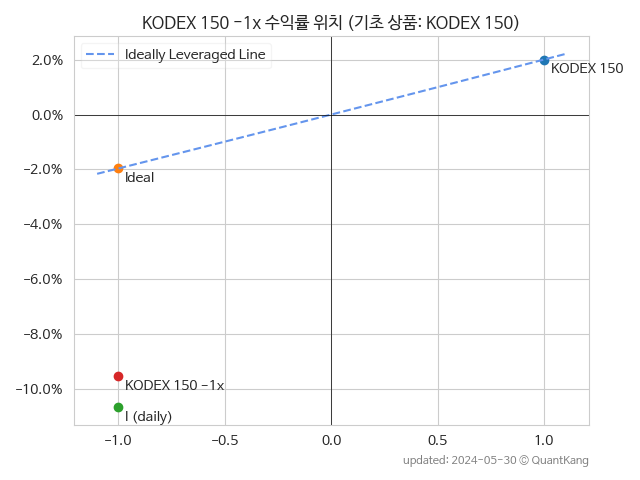 KODEX 150 -1x 수익률 위치 (기초 상품: KODEX 150)
Ideally Leveraged Line
2.0%
KODEX 150
0.0%
-2.0%
Ideal
-4.0%
-6.0%
-8.0%
-10.0%
KODEX 150 -1x
I (daily)
-1.0 -0.5 0.0 0.5 1.0
updated: 2024-05-30 © QuantKang